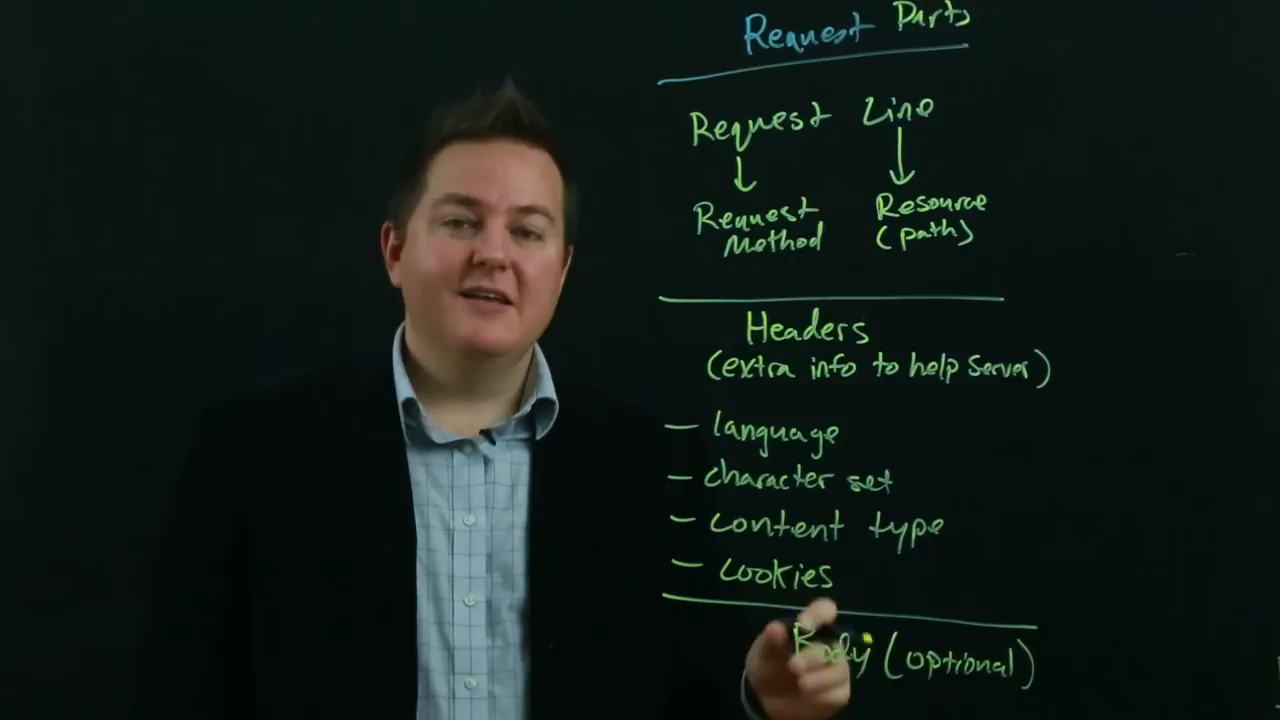 Request Parts
Request Line
Request Method
Resource (path)
Headers
(extra info to help Server)
– language
– character set
– content type
– cookies
Body (optional)